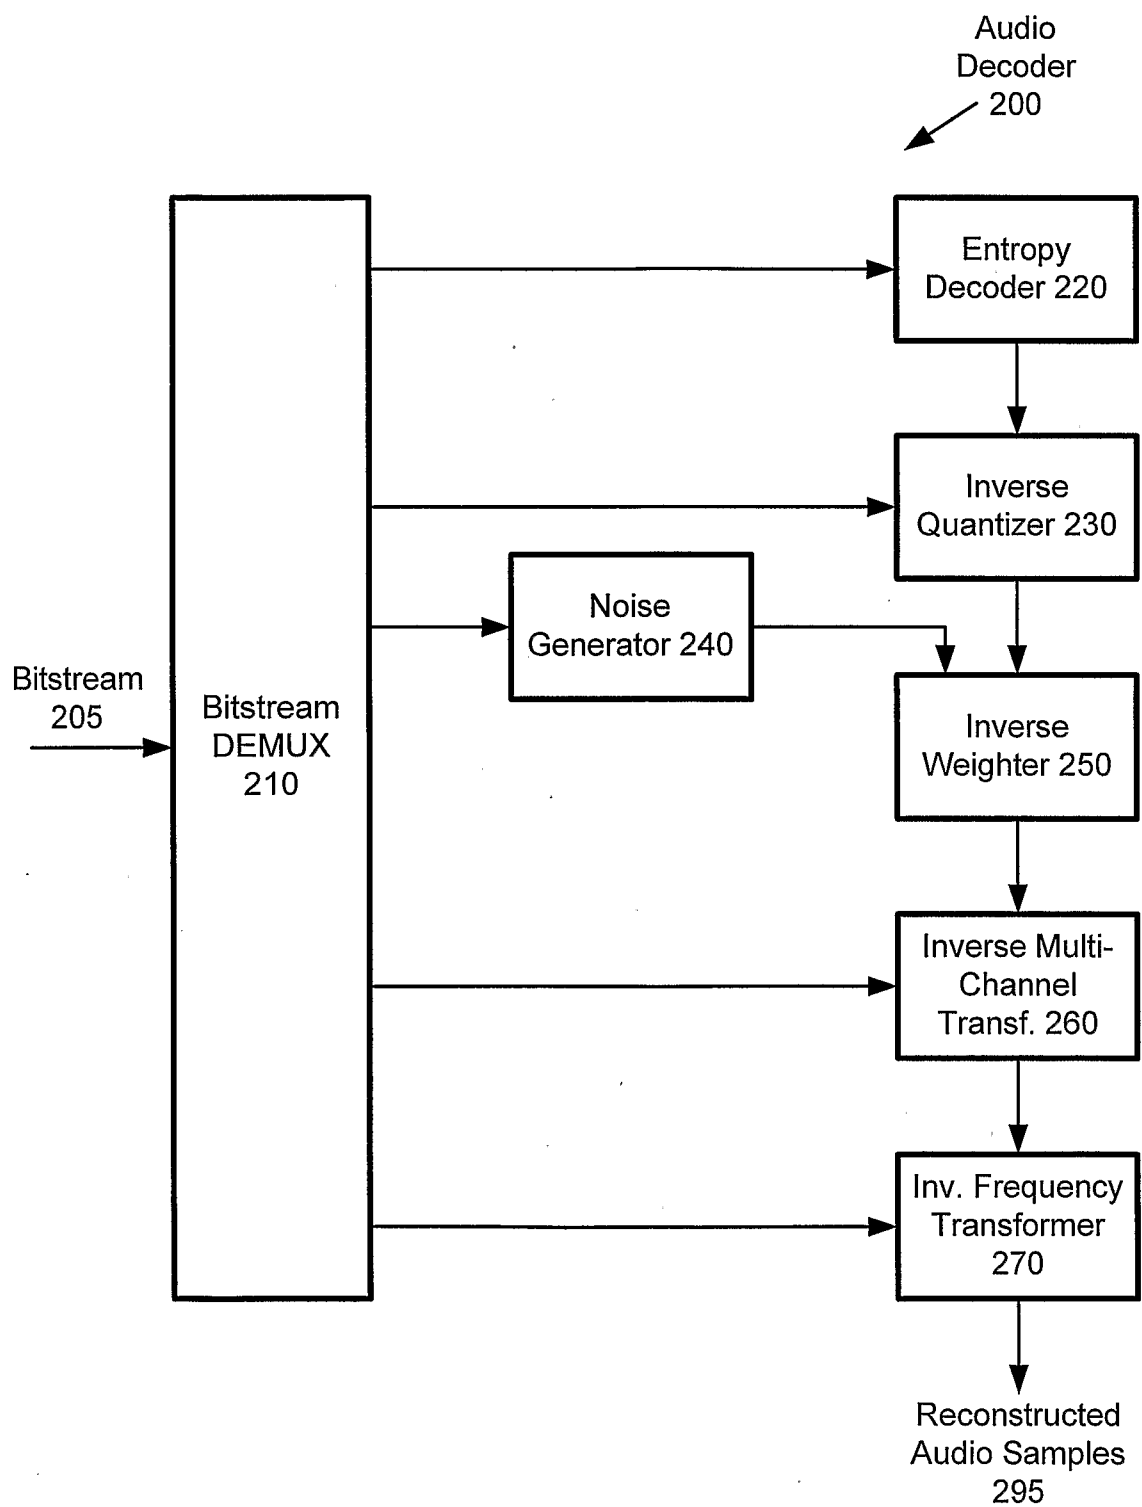 Audio
Decoder
200
Entropy
Decoder 220
Inverse
Quantizer 230
Noise
Generator 240
Bitstream
205
Bitstream
DEMUX
210
Inverse
Weighter 250
Inverse Multi-
Channel
Transf. 260
Inv. Frequency
Transformer
270
Reconstructed
Audio Samples
295